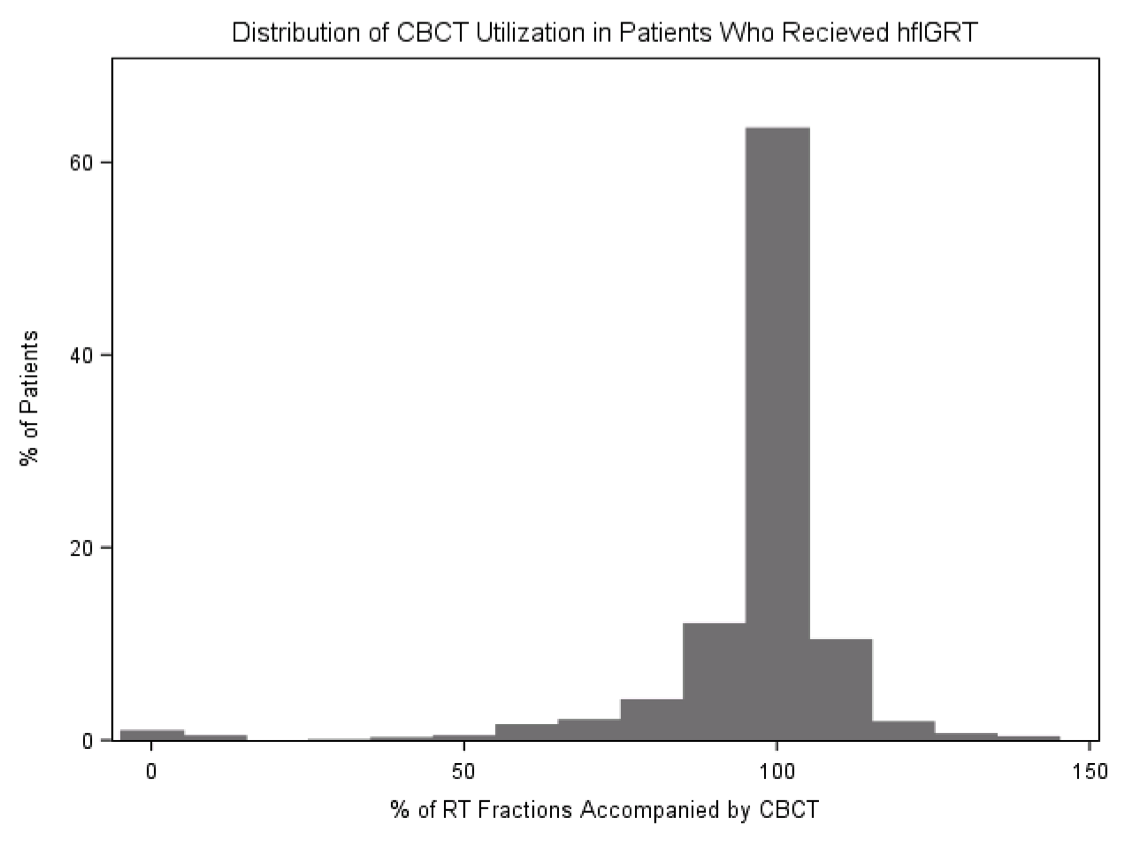 Distribution of CBCT Utilization in Patients Who Recieved hfIGRT
60
40
20
0
% of Patients
0 50 100 150
% of RT Fractions Accompanied by CBCT